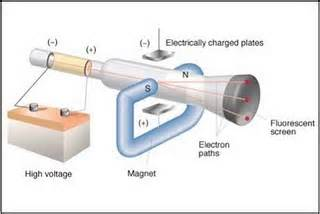 (−)
(+)
(−)
Electrically charged plates
N
S
(+)
Electron
paths
Fluorescent
screen
High voltage
Magnet